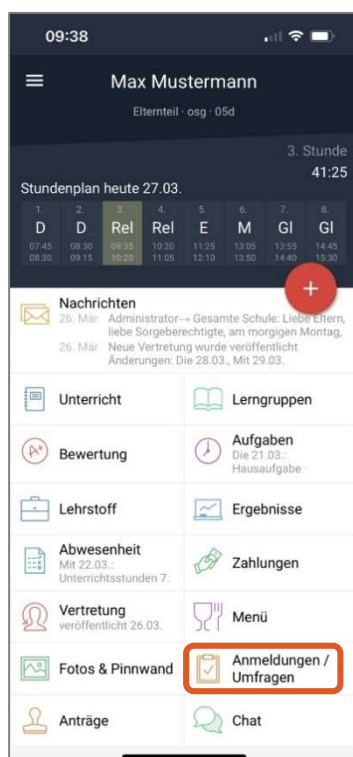 09:38
Max Mustermann
Elternteil · osg · 05d
3. Stunde
41:25
Stundenplan heute 27.03.
1. 2. 3. 4. 5. 6. 7. 8.
D D Rel Rel E M Gl Gl
07:45 08:30 09:35 10:20 11:25 13:05 13:55 14:45
08:30 09:15 10:20 11:05 12:10 13:50 14:40 15:30
+
Nachrichten
26. Mär Administrator→ Gesamte Schule: Liebe Eltern,
liebe Sorgeberechtigte, am morgigen Montag,
26. Mär Neue Vertretung wurde veröffentlicht
Änderungen: Die 28.03., Mit 29.03.
Unterricht
Lerngruppen
A+
Bewertung
Aufgaben
Die 21.03.:
Hausaufgabe ·
Lehrstoff
Ergebnisse
Abwesenheit
Mit 22.03.:
Unterrichtsstunden 7.
Zahlungen
Vertretung
veröffentlicht 26.03.
Menü
Fotos & Pinnwand
Anmeldungen /
Umfragen
Anträge
Chat